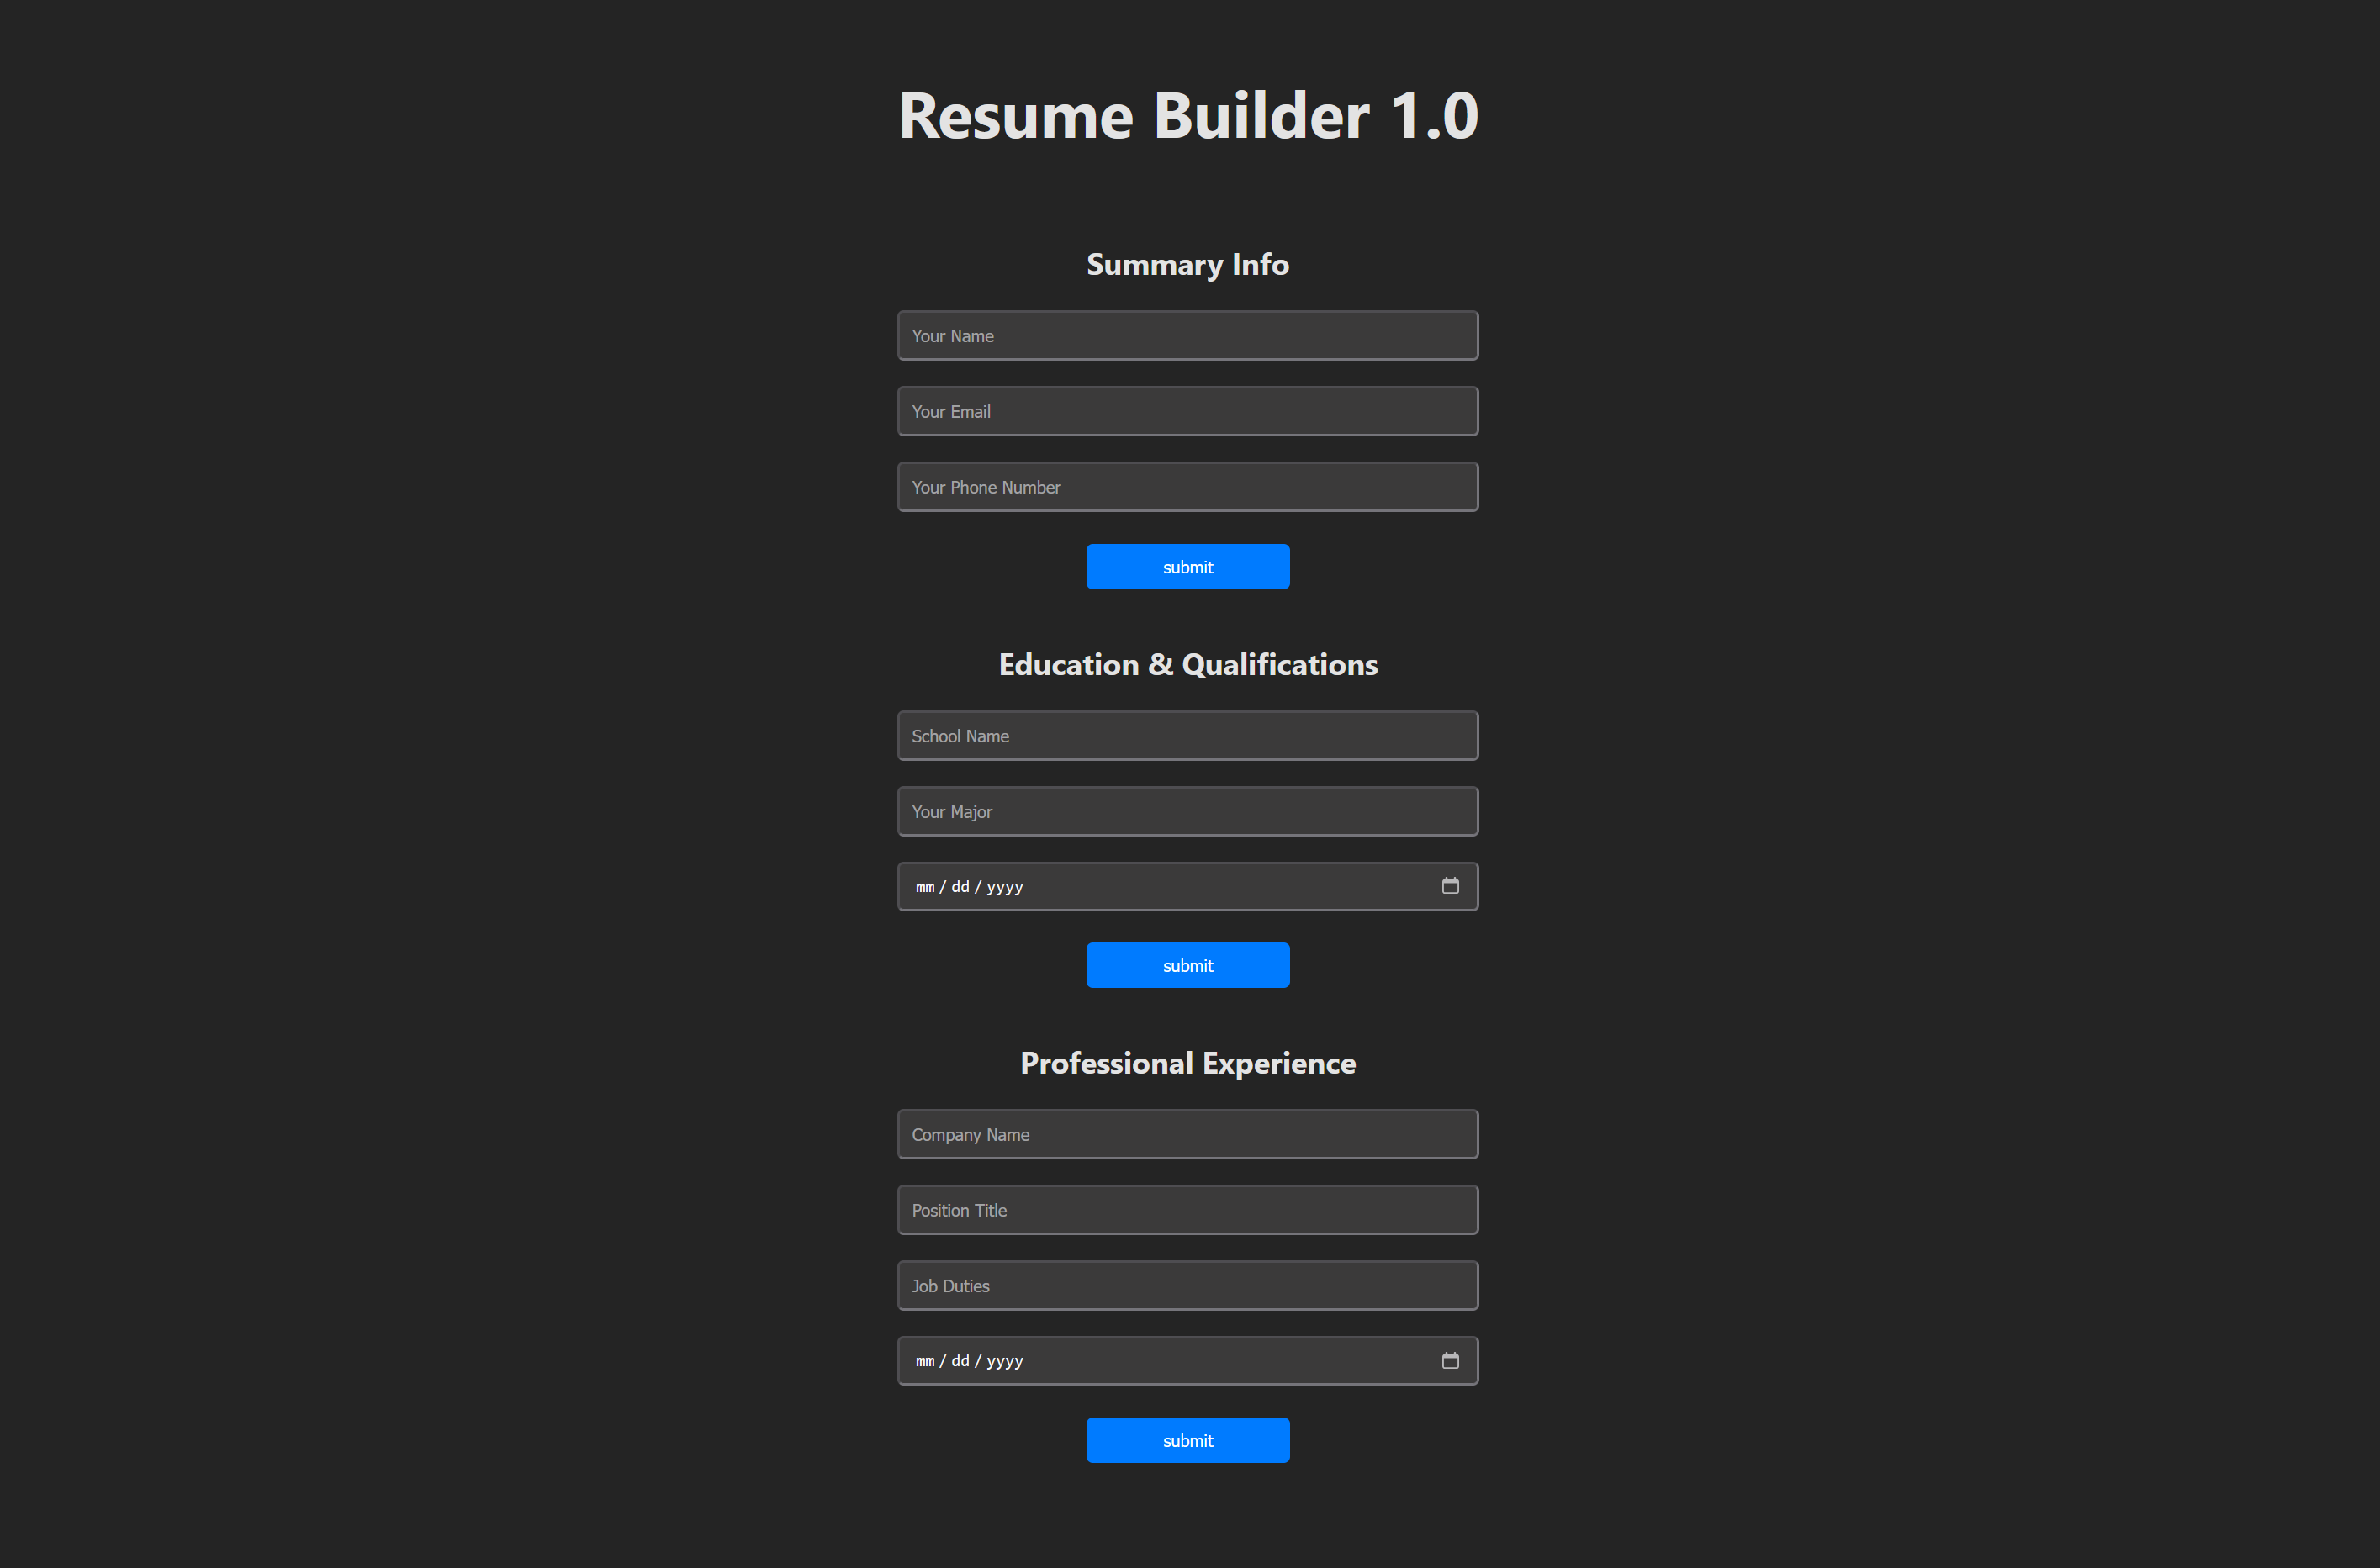 Resume Builder 1.0
Summary Info
Your Name
Your Email
Your Phone Number
submit
Education & Qualifications
School Name
Your Major
mm / dd / yyyy
submit
Professional Experience
Company Name
Position Title
Job Duties
mm / dd / yyyy
submit